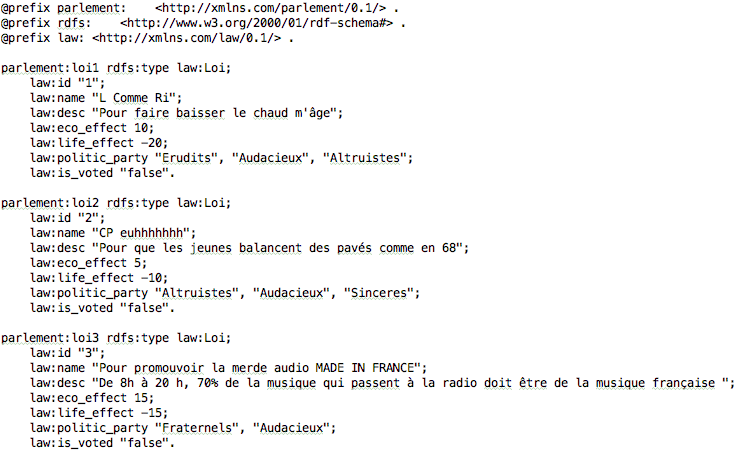 @prefix parlement:    <http://xmlns.com/parlement/0.1/> .
@prefix rdfs:    <http://www.w3.org/2000/01/rdf-schema#> .
@prefix law: <http://xmlns.com/law/0.1/> .

parlement:loi1 rdfs:type law:Loi;
    law:id "1";
    law:name "L Comme Ri";
    law:desc "Pour faire baisser le chaud m'âge";
    law:eco_effect 10;
    law:life_effect -20;
    law:politic_party "Erudits", "Audacieux", "Altruistes";
    law:is_voted "false".

parlement:loi2 rdfs:type law:Loi;
    law:id "2";
    law:name "CP euhhhhhhh";
    law:desc "Pour que les jeunes balancent des pavés comme en 68";
    law:eco_effect 5;
    law:life_effect -10;
    law:politic_party "Altruistes", "Audacieux", "Sinceres";
    law:is_voted "false".

parlement:loi3 rdfs:type law:Loi;
    law:id "3";
    law:name "Pour promouvoir la merde audio MADE IN FRANCE";
    law:desc "De 8h à 20 h, 70% de la musique qui passent à la radio doit être de la musique française ";
    law:eco_effect 15;
    law:life_effect -15;
    law:politic_party "Fraternels", "Audacieux";
    law:is_voted "false".